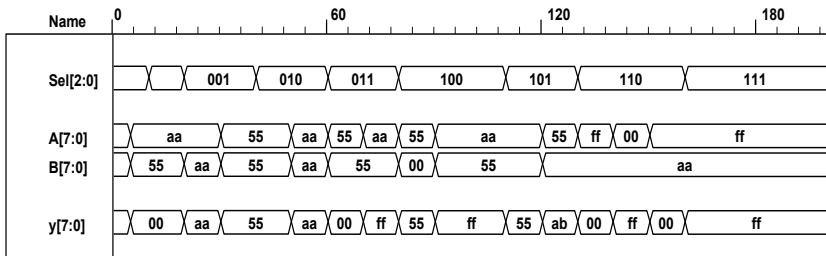 Name 0 60 120 180
Sel[2:0] 001 010 011 100 101 110 111
A[7:0] aa 55 aa 55 aa 55 aa 55 ff 00 ff
B[7:0] 55 aa 55 aa 55 00 55 aa
y[7:0] 00 aa 55 aa 00 ff 55 ff 55 ab 00 ff 00 ff